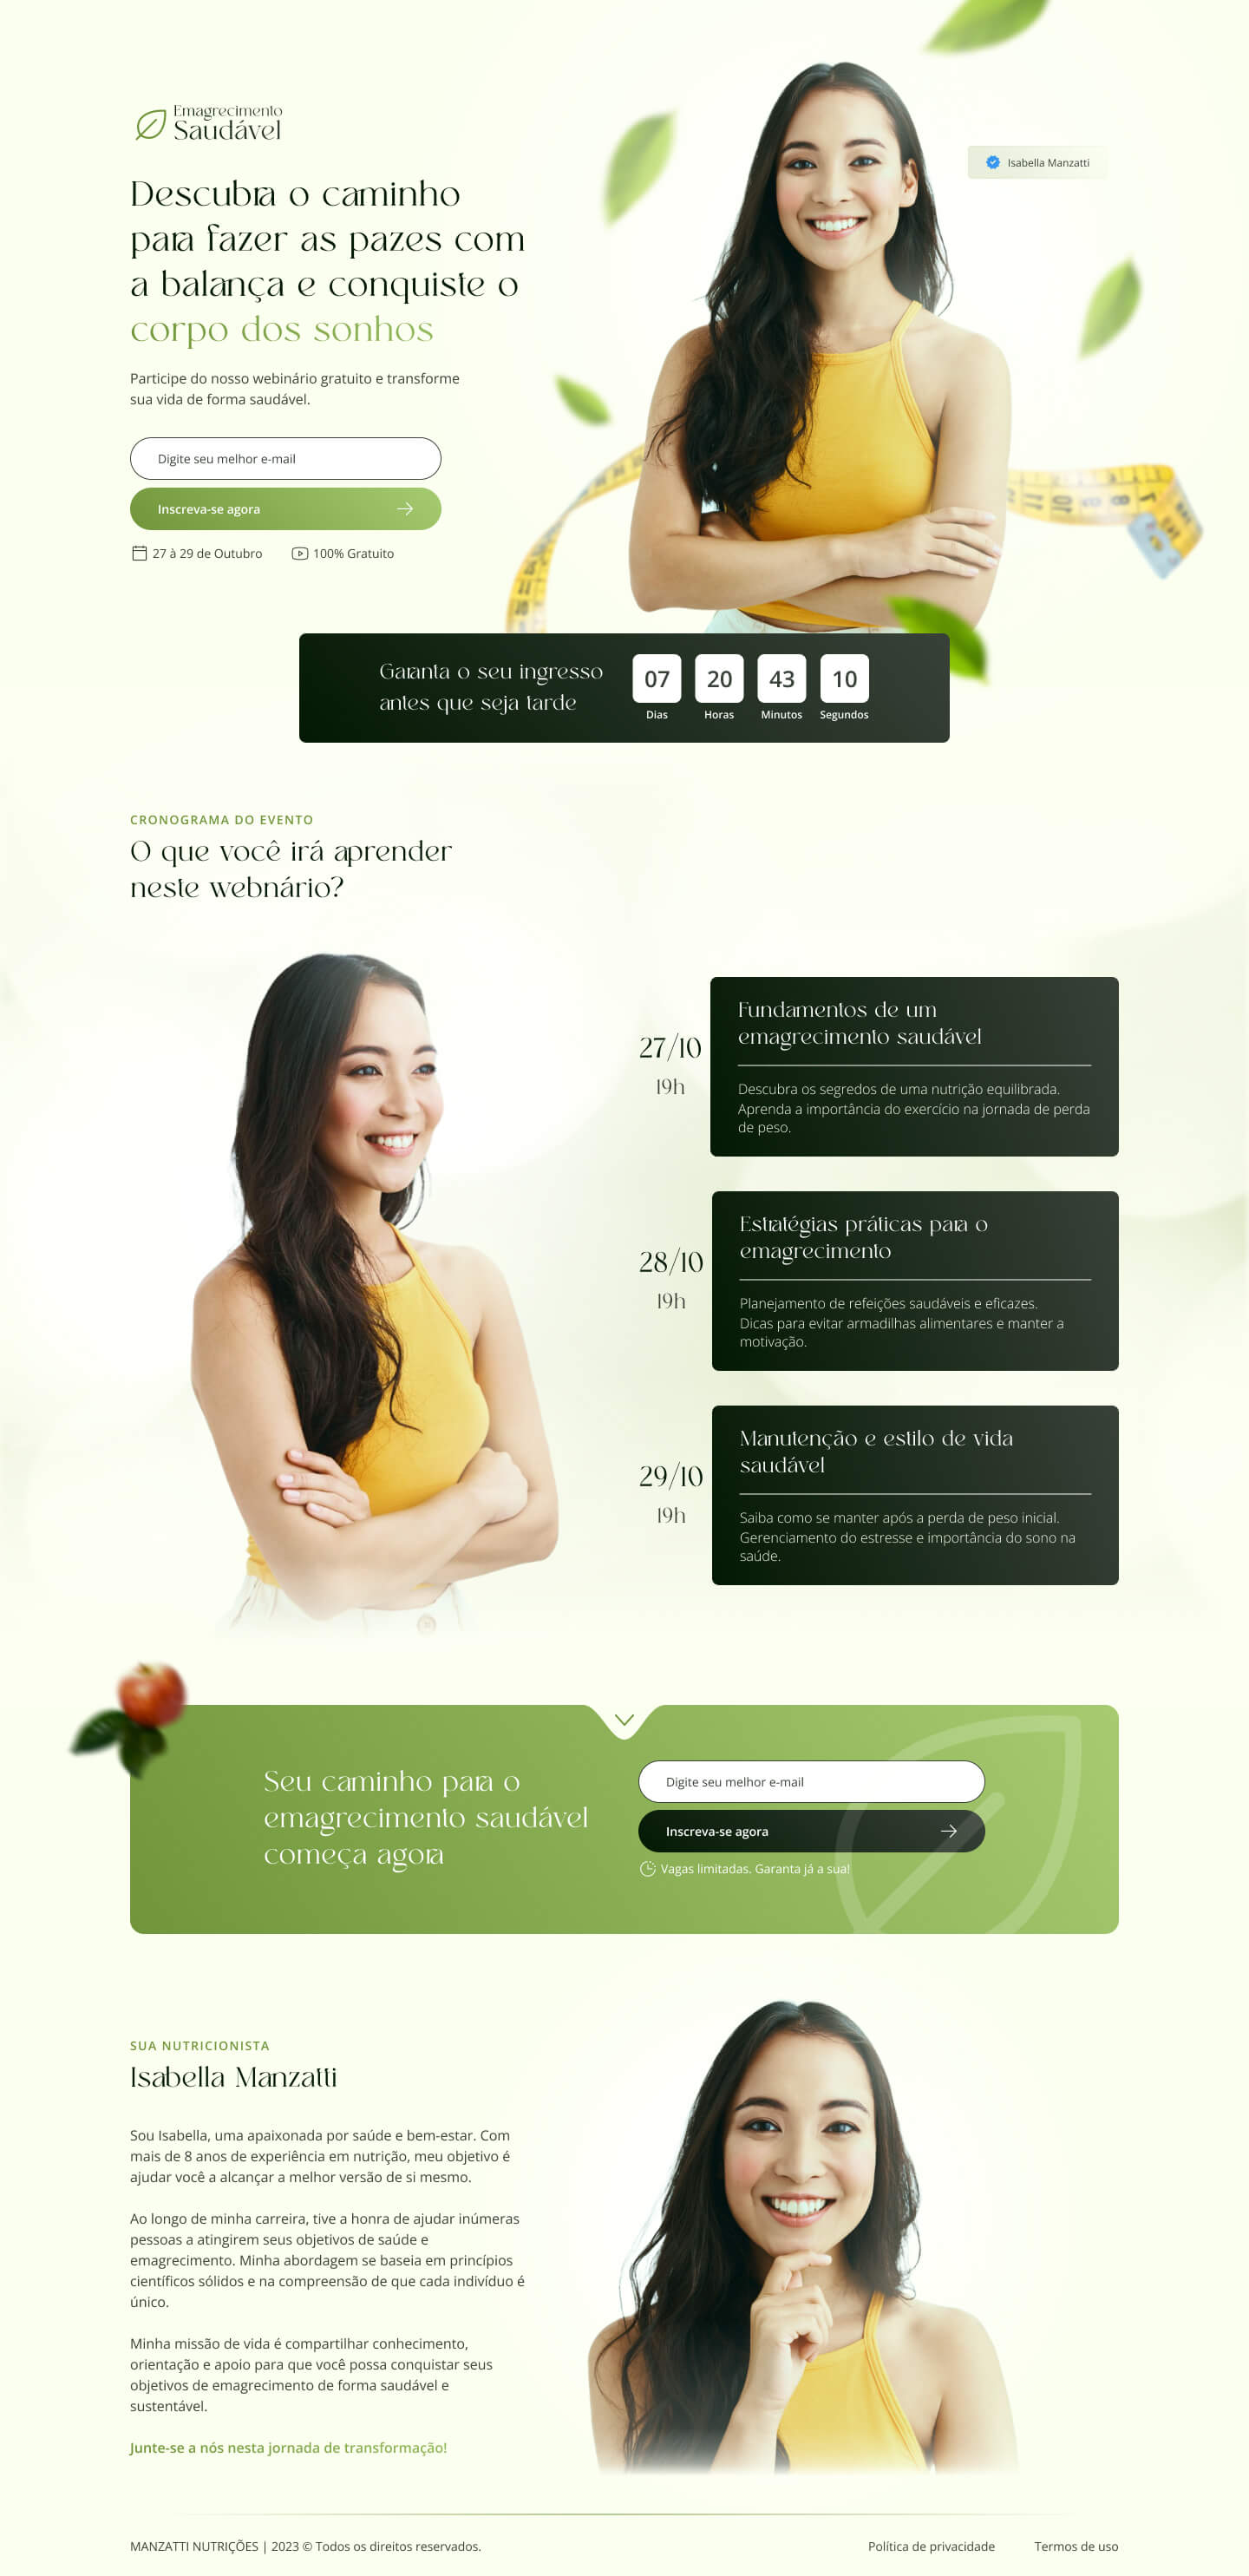 Emagrecimento
Saudável
Descubra o caminho
para fazer as pazes com
a balança e conquiste o
corpo dos sonhos
Isabella Manzatti
Participe do nosso webinário gratuito e transforme
sua vida de forma saudável.
Digite seu melhor e-mail
Inscreva-se agora
27 à 29 de Outubro
100% Gratuito
Garanta o seu ingresso
antes que seja tarde
07 20 43 10
Dias Horas Minutos Segundos
CRONOGRAMA DO EVENTO
O que você irá aprender
neste webnário?
27/10
19h
Fundamentos de um
emagrecimento saudável
Descubra os segredos de uma nutrição equilibrada.
Aprenda a importância do exercício na jornada de perda
de peso.
28/10
19h
Estratégias práticas para o
emagrecimento
Planejamento de refeições saudáveis e eficazes.
Dicas para evitar armadilhas alimentares e manter a
motivação.
29/10
19h
Manutenção e estilo de vida
saudável
Saiba como se manter após a perda de peso inicial.
Gerenciamento do estresse e importância do sono na
saúde.
Seu caminho para o
emagrecimento saudável
começa agora
Digite seu melhor e-mail
Inscreva-se agora
Vagas limitadas. Garanta já a sua!
SUA NUTRICIONISTA
Isabella Manzatti
Sou Isabella, uma apaixonada por saúde e bem-estar. Com
mais de 8 anos de experiência em nutrição, meu objetivo é
ajudar você a alcançar a melhor versão de si mesmo.
Ao longo de minha carreira, tive a honra de ajudar inúmeras
pessoas a atingirem seus objetivos de saúde e
emagrecimento. Minha abordagem se baseia em princípios
científicos sólidos e na compreensão de que cada indivíduo é
único.
Minha missão de vida é compartilhar conhecimento,
orientação e apoio para que você possa conquistar seus
objetivos de emagrecimento de forma saudável e
sustentável.
Junte-se a nós nesta jornada de transformação!
MANZATTI NUTRIÇÕES | 2023 © Todos os direitos reservados.
Política de privacidade
Termos de uso